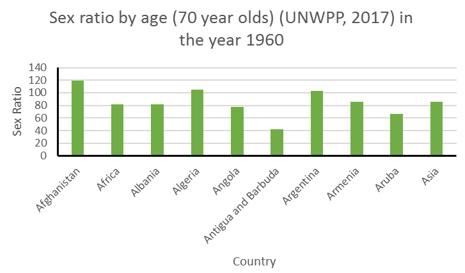 Sex ratio by age (70 year olds) (UNWPP, 2017) in
the year 1960
Sex Ratio
140
120
100
80
60
40
20
0
Afghanistan
Africa
Albania
Algeria
Angola
Antigua and Barbuda
Argentina
Armenia
Aruba
Asia
Country